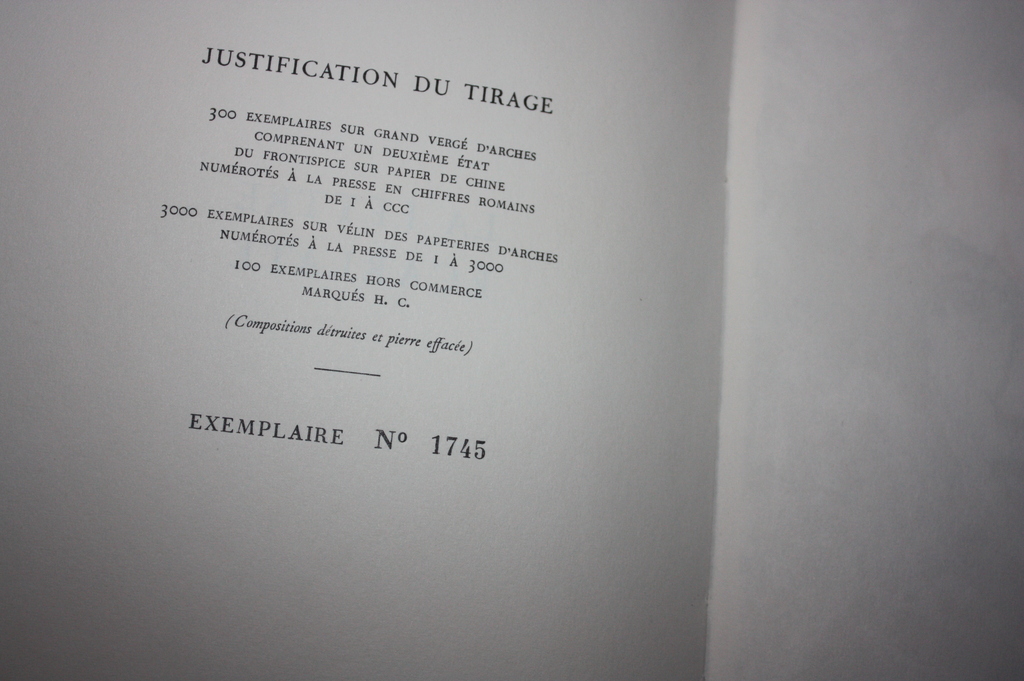 JUSTIFICATION DU TIRAGE
300 EXEMPLAIRES SUR GRAND VERGÉ D'ARCHES
COMPRENANT UN DEUXIÈME ÉTAT
DU FRONTISPICE SUR PAPIER DE CHINE
NUMÉROTÉS À LA PRESSE EN CHIFFRES ROMAINS
DE I À CCC
3000 EXEMPLAIRES SUR VÉLIN DES PAPETERIES D'ARCHES
NUMÉROTÉS À LA PRESSE DE 1 À 3000
100 EXEMPLAIRES HORS COMMERCE
MARQUÉS H. C.
(Compositions détruites et pierre effacée)
EXEMPLAIRE Nº 1745